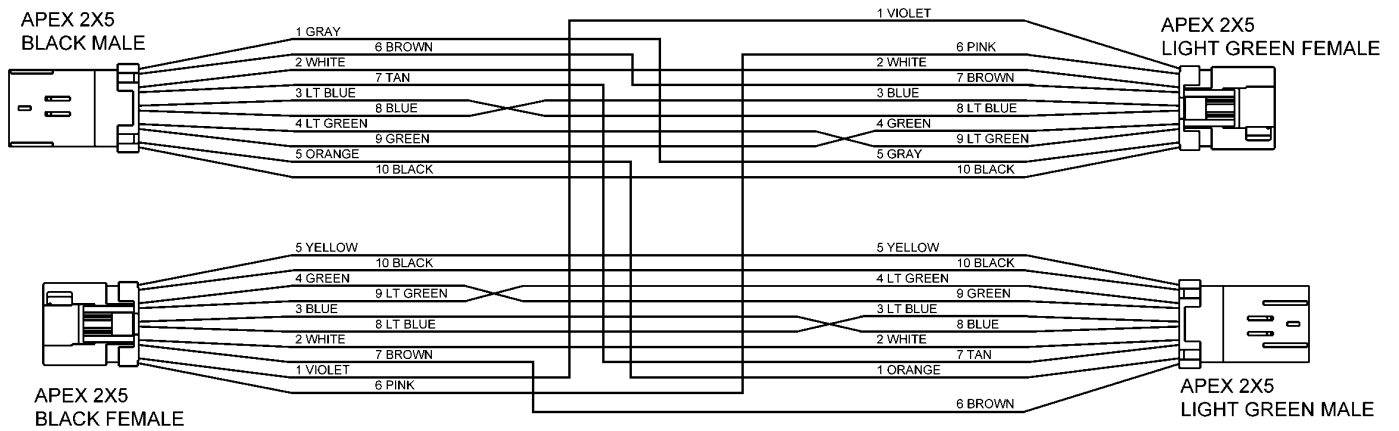 APEX 2X5
BLACK MALE
1 GRAY
6 BROWN
2 WHITE
7 TAN
3 LT BLUE
8 BLUE
4 LT GREEN
9 GREEN
5 ORANGE
10 BLACK
1 VIOLET
6 PINK
2 WHITE
7 BROWN
3 BLUE
8 LT BLUE
4 GREEN
9 LT GREEN
5 GRAY
10 BLACK
APEX 2X5
LIGHT GREEN FEMALE
5 YELLOW
10 BLACK
4 GREEN
9 LT GREEN
3 BLUE
8 LT BLUE
2 WHITE
7 BROWN
1 VIOLET
6 PINK
APEX 2X5
BLACK FEMALE
5 YELLOW
10 BLACK
4 LT GREEN
9 GREEN
3 LT BLUE
8 BLUE
2 WHITE
7 TAN
1 ORANGE
6 BROWN
APEX 2X5
LIGHT GREEN MALE